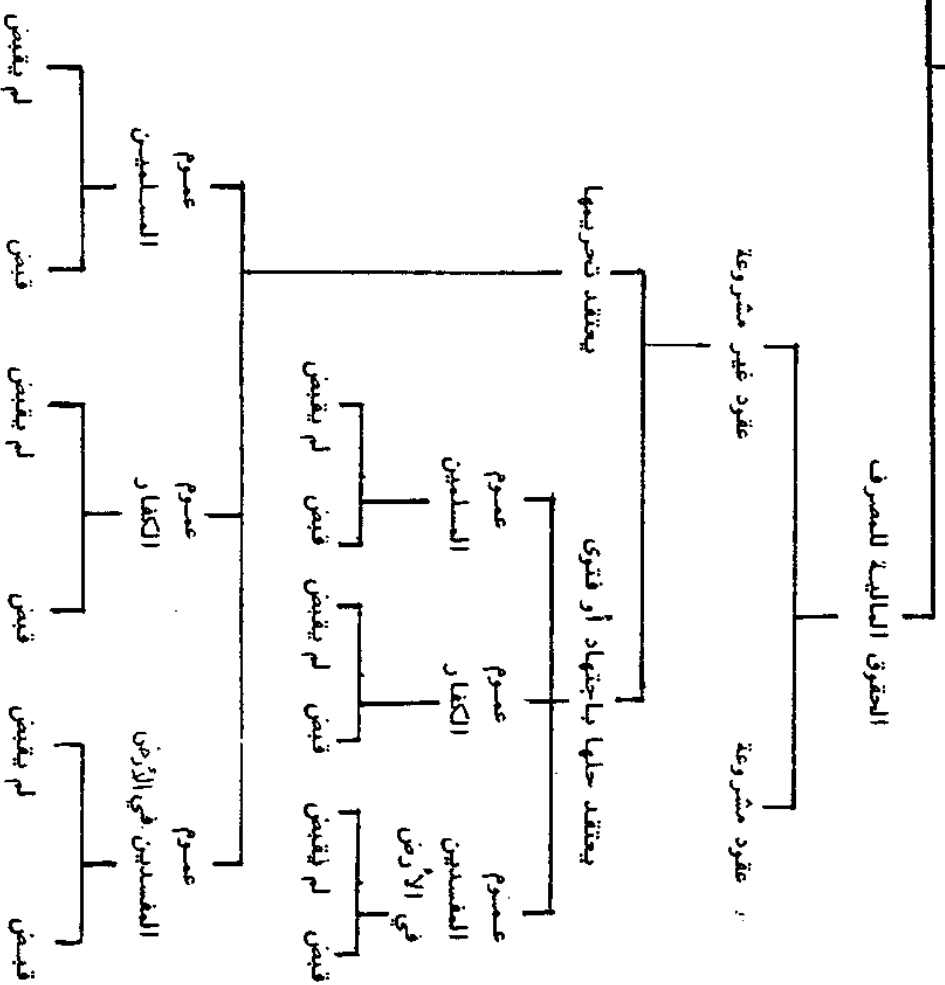 الحقوق المالية للمصرف
عقود مشروعة
عقود غير مشروعة
يعتقد حلها باجتهاد أو فتوى
يعتقد تحريمها
عموم
المفسدين
في الأرض
قبض
لم يقبض
عموم
الكفار
قبض
لم يقبض
عموم
المسلمين
قبض
لم يقبض
عموم
المفسدين في الأرض
قبض
لم يقبض
عموم
الكفار
قبض
لم يقبض
عموم
المسلمين
قبض
لم يقبض